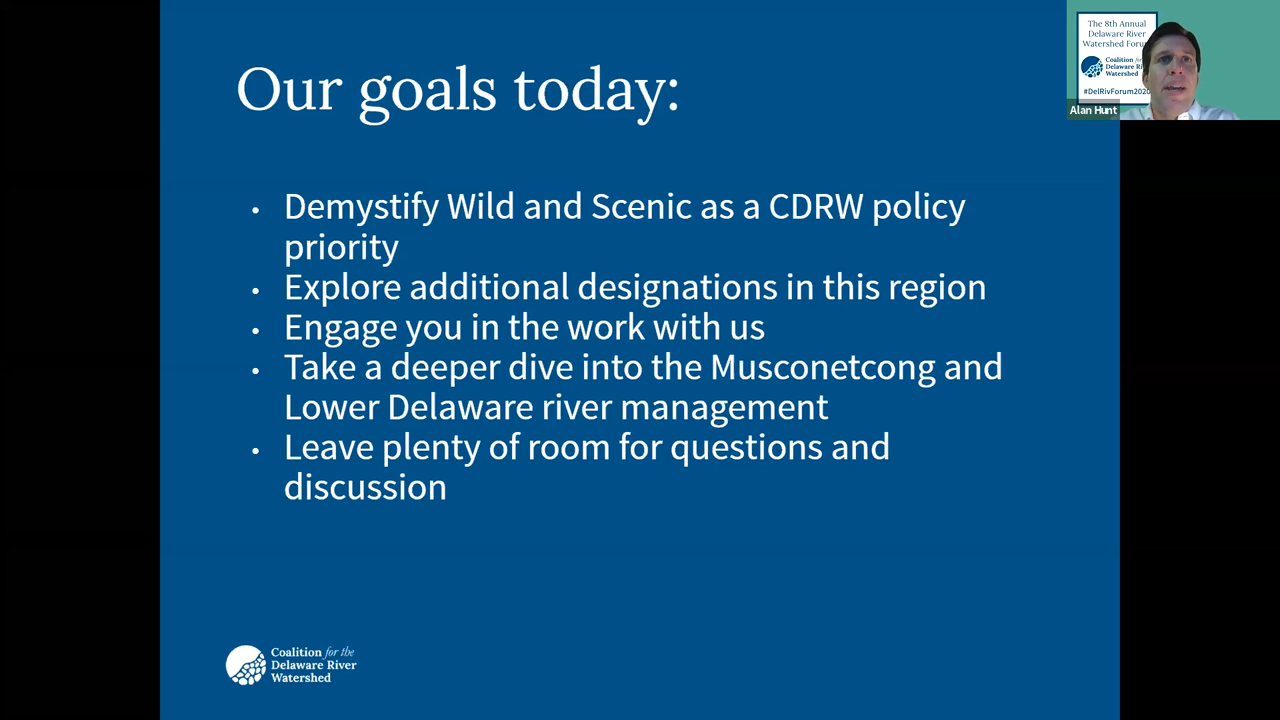 Our goals today:
• Demystify Wild and Scenic as a CDRW policy
priority
• Explore additional designations in this region
• Engage you in the work with us
• Take a deeper dive into the Musconetcong and
Lower Delaware river management
• Leave plenty of room for questions and
discussion
Coalition for the
Delaware River
Watershed
The 8th Annual
Delaware River
Watershed
Coalition for the
Delaware
Watershed
#DelRivForum2020
Alan Hunt